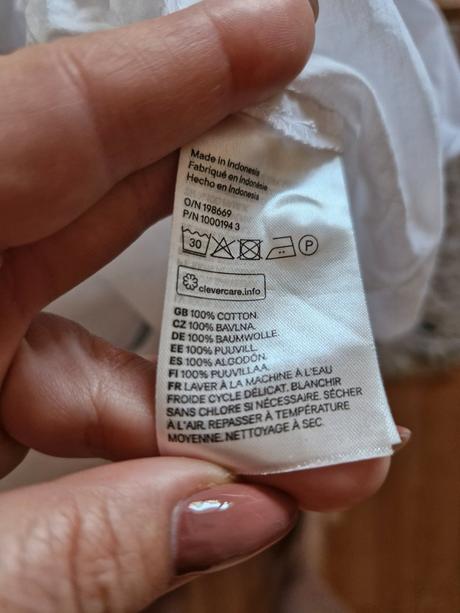 Made in Indonesia
Fabriqué en Indonésie
Hecho en Indonesia
O/N 198669
P/N 1000194 3
30 P
clevercare.info
GB 100% COTTON.
CZ 100% BAVLNA.
DE 100% BAUMWOLLE.
EE 100% PUUVILL.
ES 100% ALGODÓN.
FI 100% PUUVILLAA.
FR LAVER À LA MACHINE À L'EAU
FROIDE CYCLE DÉLICAT. BLANCHIR
SANS CHLORE SI NÉCESSAIRE. SÉCHER
À L'AIR. REPASSER À TEMPÉRATURE
MOYENNE. NETTOYAGE À SEC.